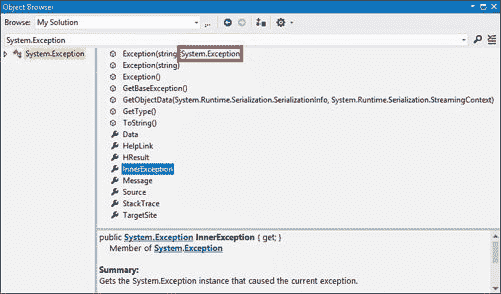 Object Browser
Browse: My Solution ...
System.Exception
System.Exception
Exception(string, System.Exception
Exception(string)
Exception()
GetBaseException()
GetObjectData(System.Runtime.Serialization.SerializationInfo, System.Runtime.Serialization.StreamingContext)
GetType()
ToString()
Data
HelpLink
HResult
InnerException
Message
Source
StackTrace
TargetSite
public System.Exception InnerException { get; }
Member of System.Exception
Summary:
Gets the System.Exception instance that caused the current exception.